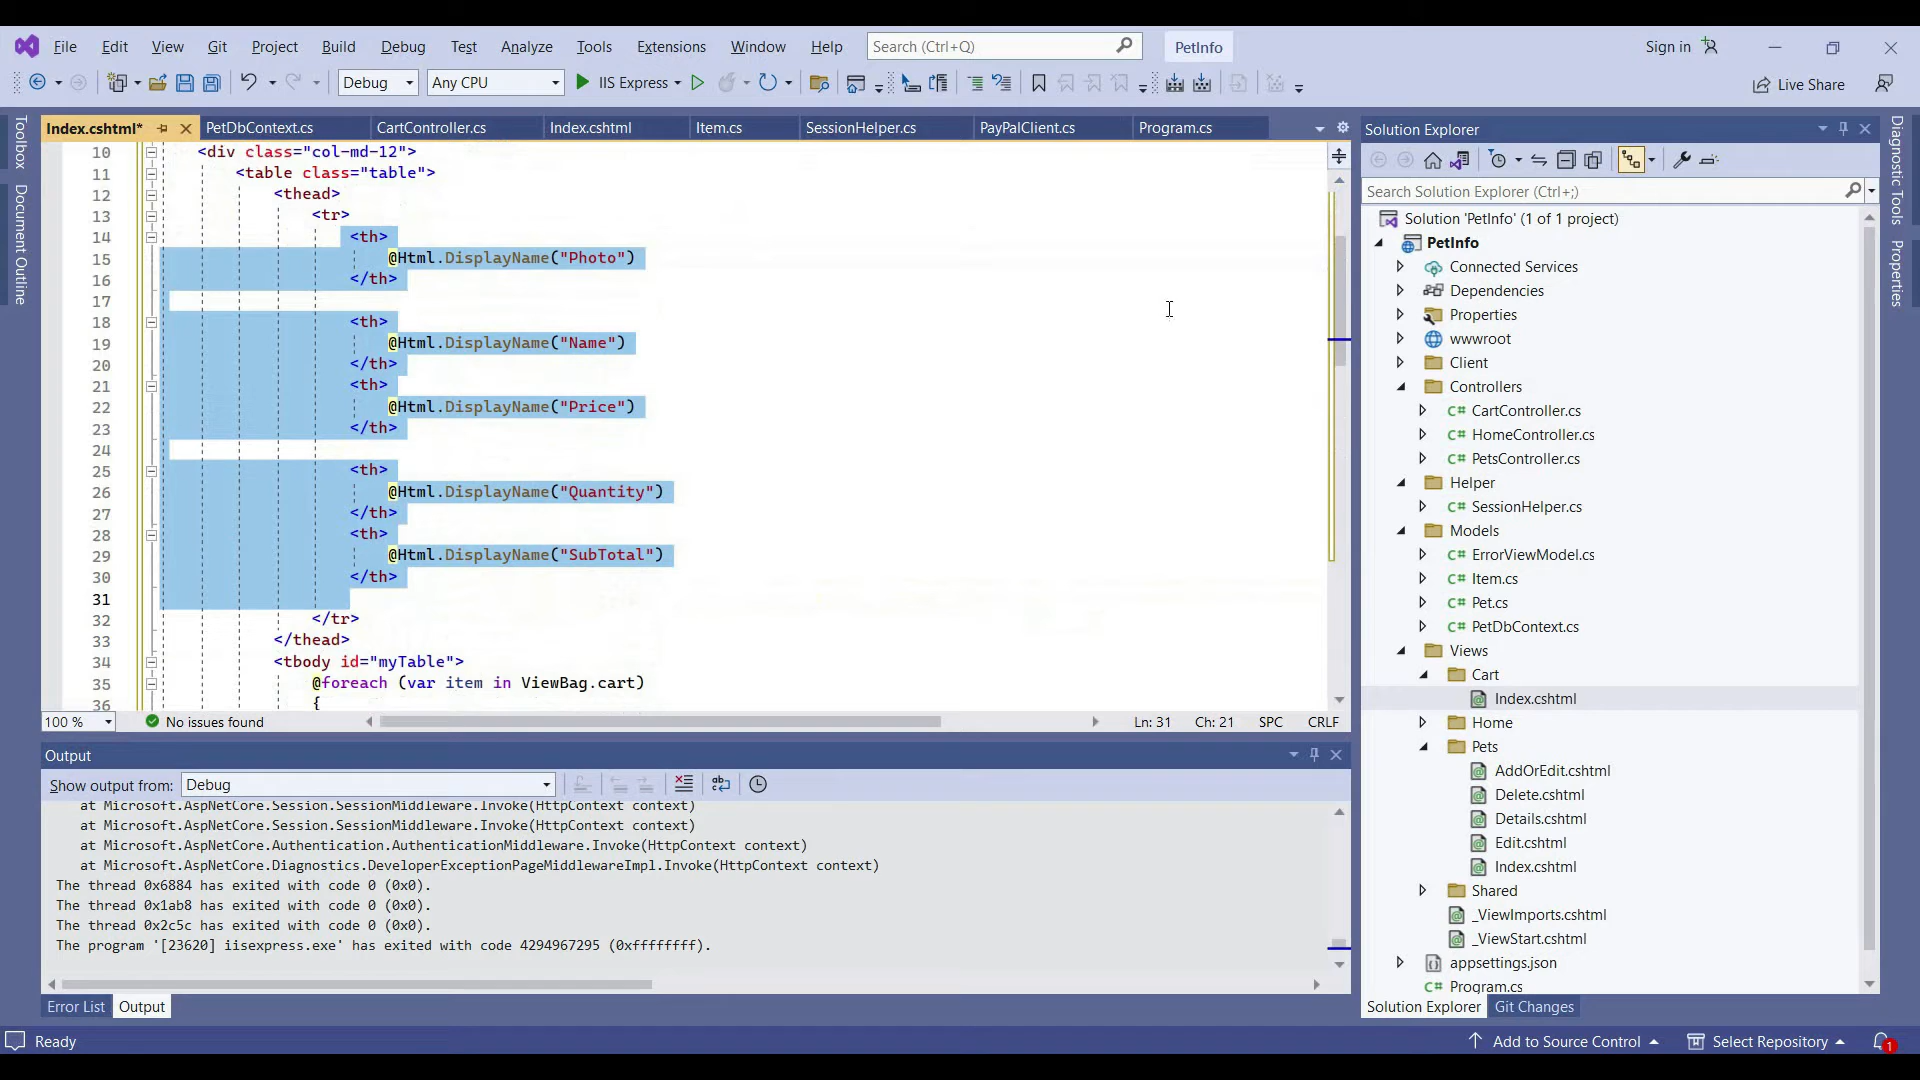 File Edit View Git Project Build Debug Test Analyze Tools Extensions Window Help Search (Ctrl+Q) PetInfo Sign in
Debug Any CPU IIS Express Live Share
Index.cshtml* PetDbContext.cs CartController.cs Index.cshtml Item.cs SessionHelper.cs PayPalClient.cs Program.cs
Toolbox
Document Outline
10 <div class="col-md-12">
11 <table class="table">
12 <thead>
13 <tr>
14 <th>
15 @Html.DisplayName("Photo")
16 </th>
17
18 <th>
19 @Html.DisplayName("Name")
20 </th>
21 <th>
22 @Html.DisplayName("Price")
23 </th>
24
25 <th>
26 @Html.DisplayName("Quantity")
27 </th>
28 <th>
29 @Html.DisplayName("SubTotal")
30 </th>
31
32 </tr>
33 </thead>
34 <tbody id="myTable">
35 @foreach (var item in ViewBag.cart)
36 {
100 % No issues found Ln: 31 Ch: 21 SPC CRLF
Output
Show output from: Debug
at Microsoft.AspNetCore.Session.SessionMiddleware.Invoke(HttpContext context)
at Microsoft.AspNetCore.Session.SessionMiddleware.Invoke(HttpContext context)
at Microsoft.AspNetCore.Authentication.AuthenticationMiddleware.Invoke(HttpContext context)
at Microsoft.AspNetCore.Diagnostics.DeveloperExceptionPageMiddlewareImpl.Invoke(HttpContext context)
The thread 0x6884 has exited with code 0 (0x0).
The thread 0x1ab8 has exited with code 0 (0x0).
The thread 0x2c5c has exited with code 0 (0x0).
The program '[23620] iisexpress.exe' has exited with code 4294967295 (0xffffffff).
Error List Output
Solution Explorer
Search Solution Explorer (Ctrl+;)
Solution 'PetInfo' (1 of 1 project)
PetInfo
Connected Services
Dependencies
Properties
wwwroot
Client
Controllers
C# CartController.cs
C# HomeController.cs
C# PetsController.cs
Helper
C# SessionHelper.cs
Models
C# ErrorViewModel.cs
C# Item.cs
C# Pet.cs
C# PetDbContext.cs
Views
Cart
Index.cshtml
Home
Pets
AddOrEdit.cshtml
Delete.cshtml
Details.cshtml
Edit.cshtml
Index.cshtml
Shared
_ViewImports.cshtml
_ViewStart.cshtml
appsettings.json
C# Program.cs
Solution Explorer Git Changes
Diagnostic Tools
Properties
Ready Add to Source Control Select Repository 1